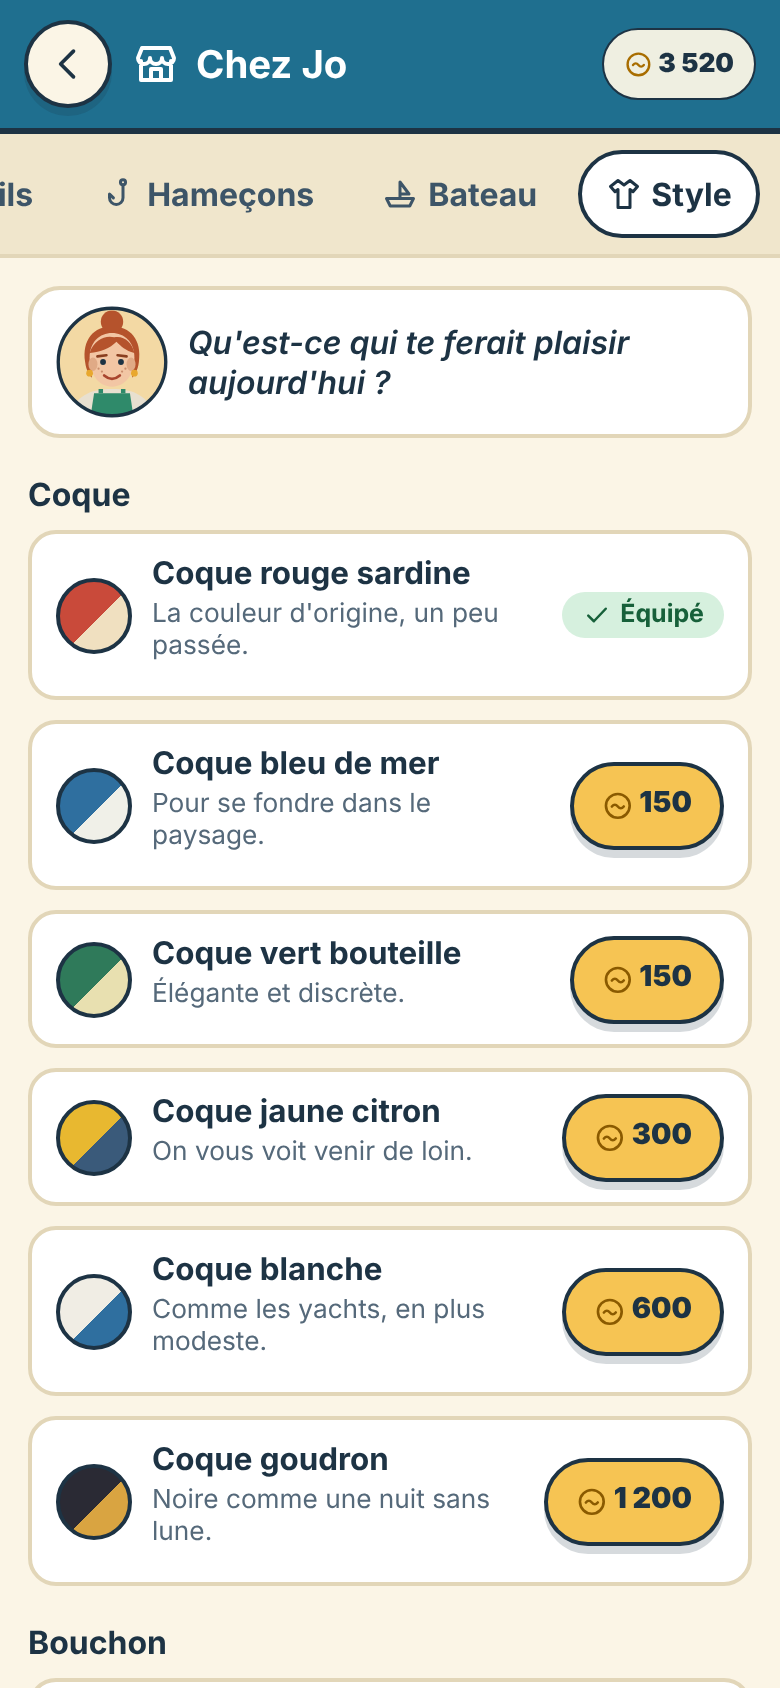 Chez Jo
3 520
ils
Hameçons
Bateau
Style
Qu'est-ce qui te ferait plaisir
aujourd'hui ?
Coque
Coque rouge sardine
La couleur d'origine, un peu
passée.
Équipé
Coque bleu de mer
Pour se fondre dans le
paysage.
150
Coque vert bouteille
Élégante et discrète.
150
Coque jaune citron
On vous voit venir de loin.
300
Coque blanche
Comme les yachts, en plus
modeste.
600
Coque goudron
Noire comme une nuit sans
lune.
1 200
Bouchon